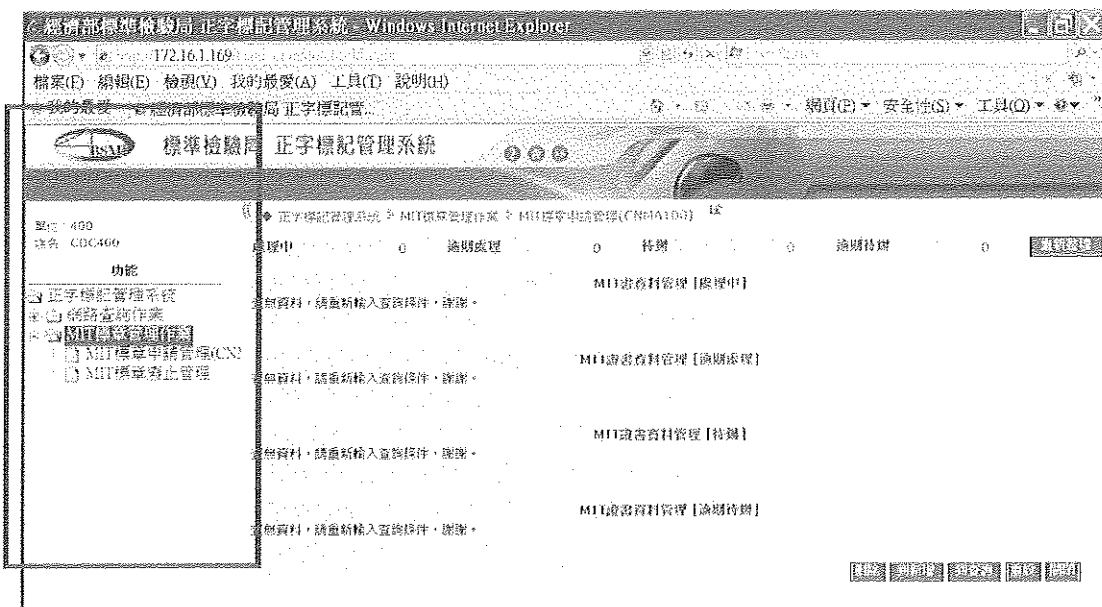 經濟部標準檢驗局 正字標記管理系統 - Windows Internet Explorer
172.16.1.169
檔案(F) 編輯(E) 檢視(V) 我的最愛(A) 工具(T) 說明(H)
我的最愛 經濟部標準檢驗局 正字標記管...
網頁(P) 安全性(S) 工具(O)
BSMI 標準檢驗局 正字標記管理系統
正字標記管理系統 MIT標章管理作業 MIT標章申請管理(CNMA100)
單位 400
C0C400
處理中 0 逾期處理 0 待辦 0 逾期待辦 0
功能
正字標記管理系統
網路查詢作業
MIT標章管理作業
MIT標章申請管理(CN
MIT標章廢止管理
MIT證書資料管理 [處理中]
查無資料,請重新輸入查詢條件,謝謝。
MIT證書資料管理 [逾期處理]
查無資料,請重新輸入查詢條件,謝謝。
MIT證書資料管理 [待辦]
查無資料,請重新輸入查詢條件,謝謝。
MIT證書資料管理 [逾期待辦]
查無資料,請重新輸入查詢條件,謝謝。